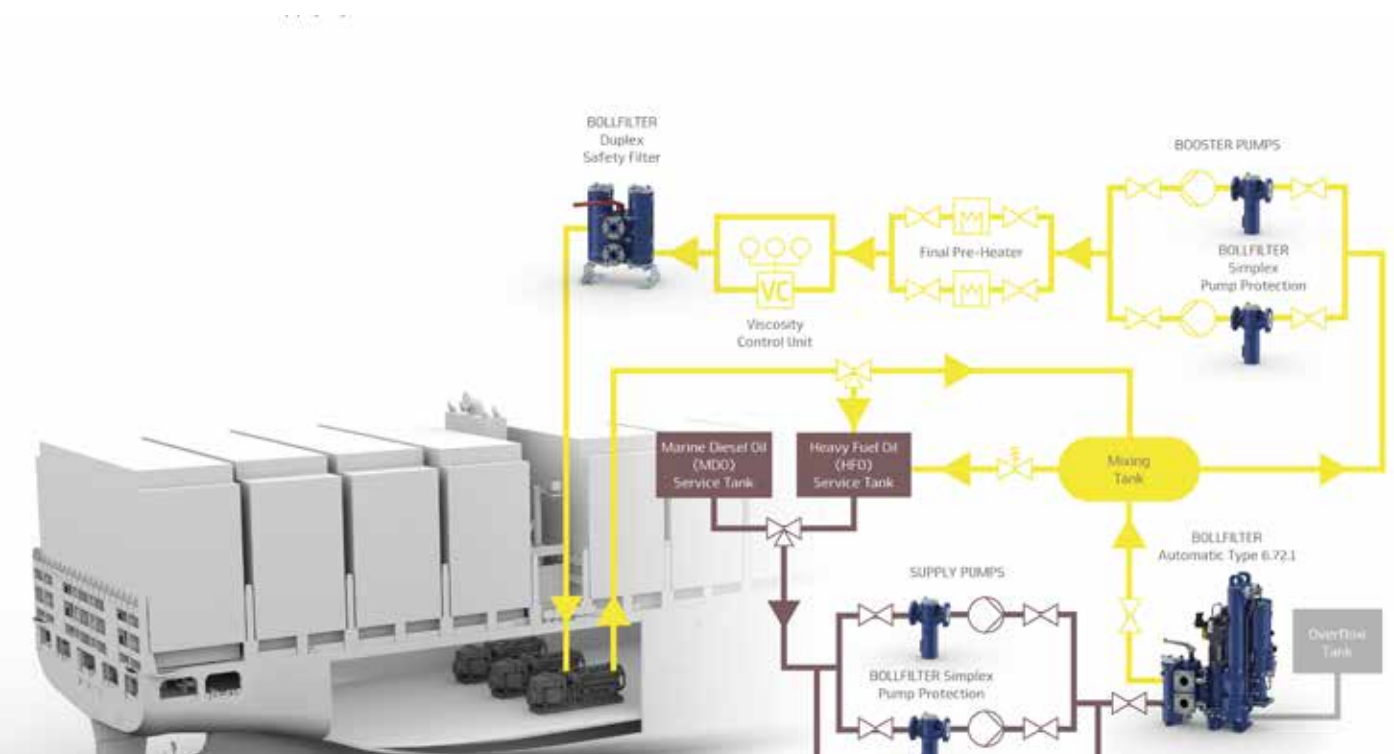 BOLLFILTER
Duplex
Safety Filter
BOOSTER PUMPS
BOLLFILTER
Simplex
Pump Protection
Final Pre-Heater
VC
Viscosity
Control Unit
Marine Diesel Oil
(MDO)
Service Tank
Heavy Fuel Oil
(HFO)
Service Tank
Mixing
Tank
BOLLFILTER
Automatic Type 6.72.1
SUPPLY PUMPS
BOLLFILTER Simplex
Pump Protection
Overflow
Tank